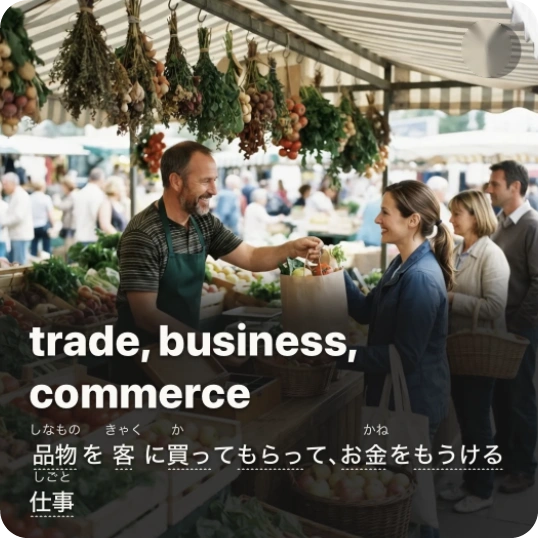 trade, business,
commerce
しなもの きゃく か かね
品物を客に買ってもらって、お金をもうける
しごと
仕事